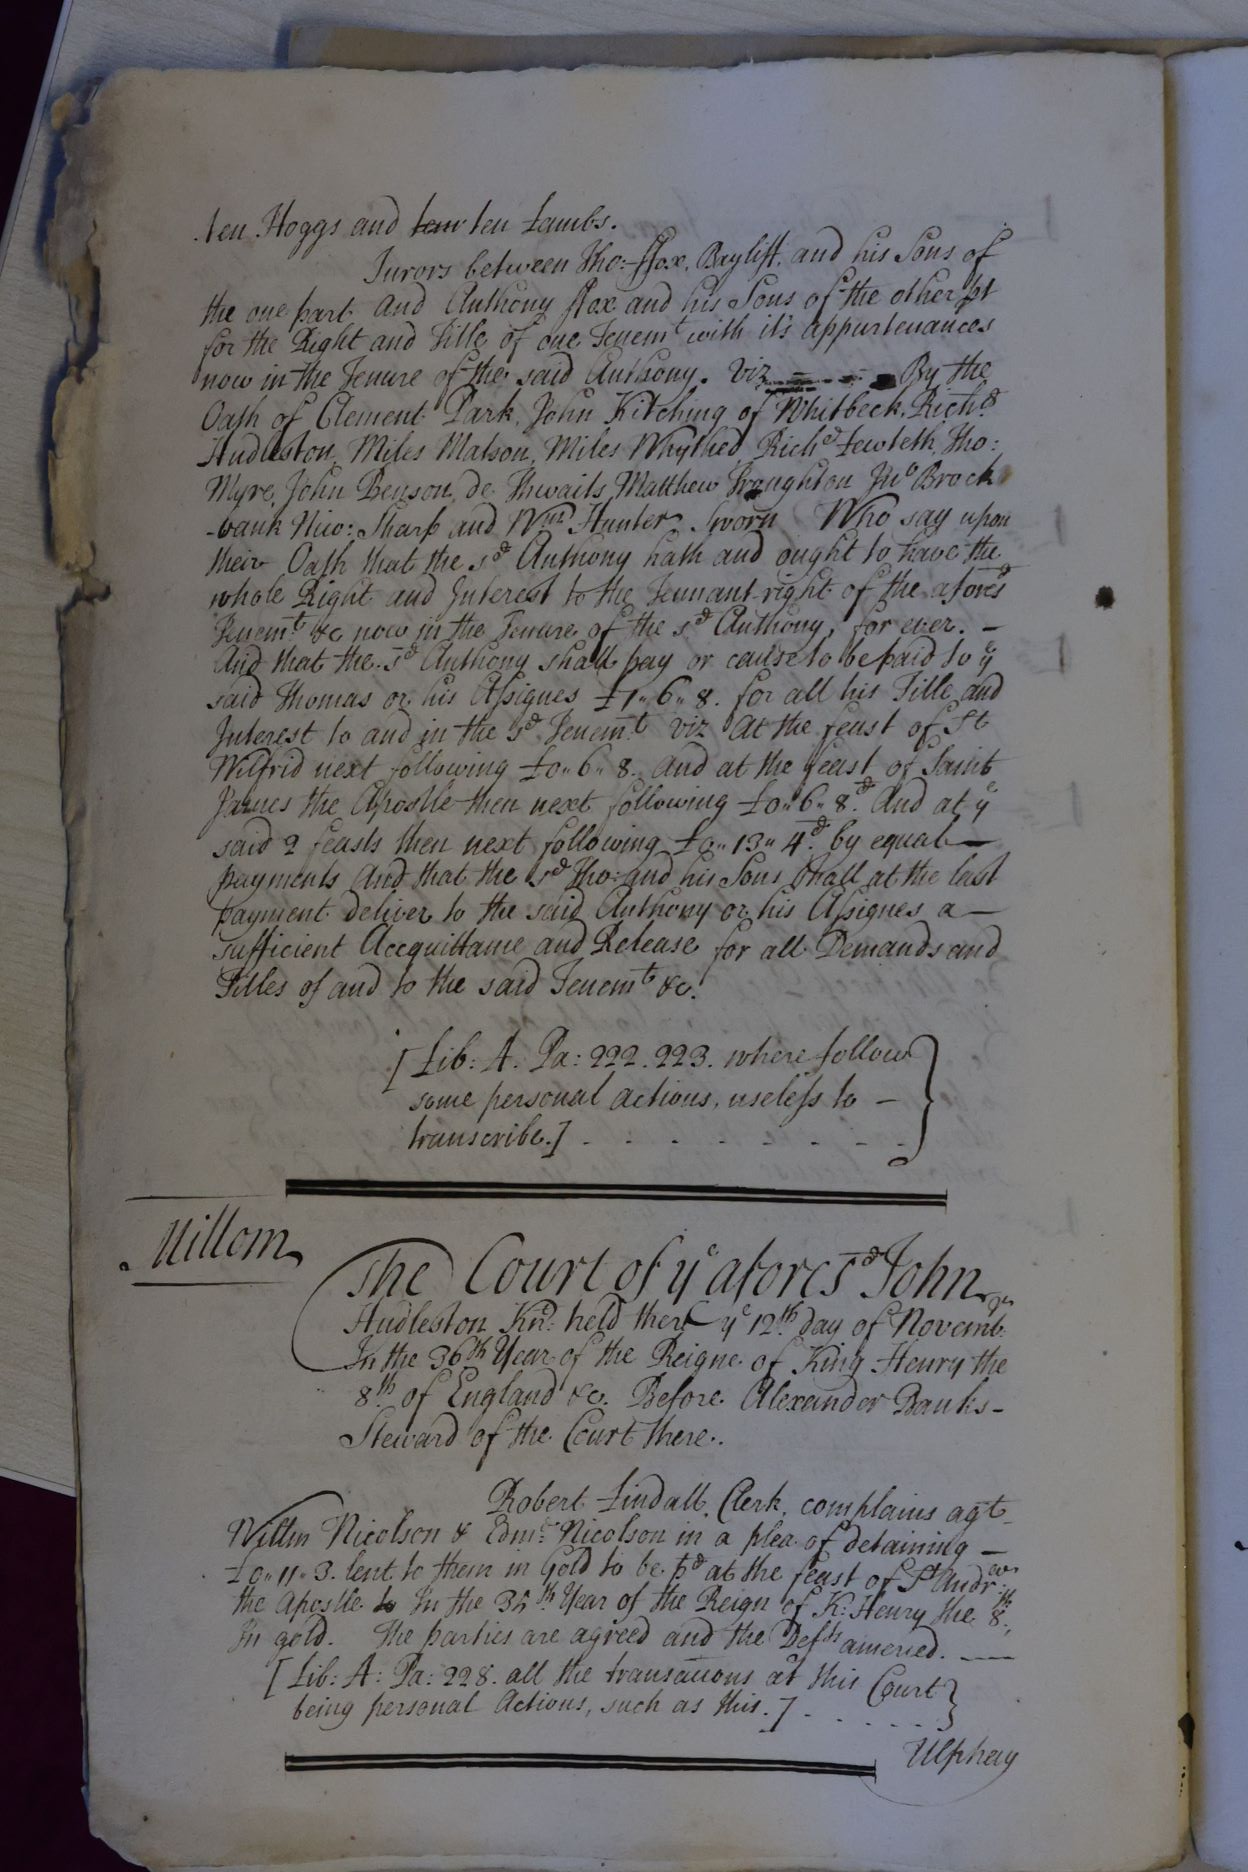 ten Hoggs and ten ten Lambs.
Jurors between Tho: ffox, Bayliff, and his Sons of
the one part and Anthony ffox and his Sons of the other pt
for the Right and Title of one Tenemt with it's appurtenances
now in the Tenure of the said Anthony. viz By the
Oath of Clement Park, John Kitching of Whitbeck, Richd
Hudleston, Miles Matson, Miles Whythed, Richd Lewteth, Tho:
Myre, John Benson de Thwaits, Matthew Troughton Jno Brock
-bank Nico: Sharp and Wm Hunter Sworn Who say upon
their Oath that the sd Anthony hath and ought to have the
whole Right and Interest to the Tennant-right of the aforesd
Tenemt &c now in the Tenure of the sd Anthony, for ever. –
And that the sd Anthony shall pay or cause to be paid to ye
said Thomas or his Assignes £1„6„8. for all his Title and
Interest to and in the sd Tenemt viz At the feast of St
Wilfrid next following £0„6„8. and at the feast of Saint
James the Apostle then next following £0„6„8d. And at ye
said 2 feasts then next following £0„13„4d. by equal —
payments And that the sd Tho: and his Sons shall at the last
payment deliver to the said Anthony or his Assignes a —
sufficient Accquittance and Release for all Demands and
Titles of and to the said Tenemt &c.
[Lib: A. Pa: 222. 223. where follow
some personal actions, useless to –
transcribe.]
Millom
The Court of ye aforesd John
Hudleston Knt: held there ye 12th day of Novembr
In the 36th Year of the Reigne of King Henry the
8th of England &c. Before Alexander Banks –
Steward of the Court there.
Robert Lindall, Clerk, complains agt
Willm Nicolson & Edmd Nicolson in a plea of detaining —
£0„11„3. lent to them in Gold to be pd at the feast of St Andrew
the Apostle to In the 35th Year of the Reign of K: Henry the 8th,
In gold. The parties are agreed and the Defts amerced. —
[Lib: A: Pa: 228. all the transactions at this Court
being personal Actions, such as this.]
Ulphay